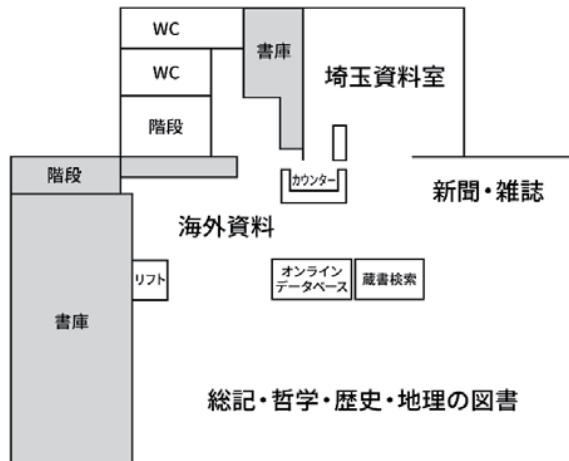 WC
書庫
埼玉資料室
WC
階段
階段
カウンター
新聞・雑誌
海外資料
リフト
オンライン
データベース
蔵書検索
書庫
総記・哲学・歴史・地理の図書